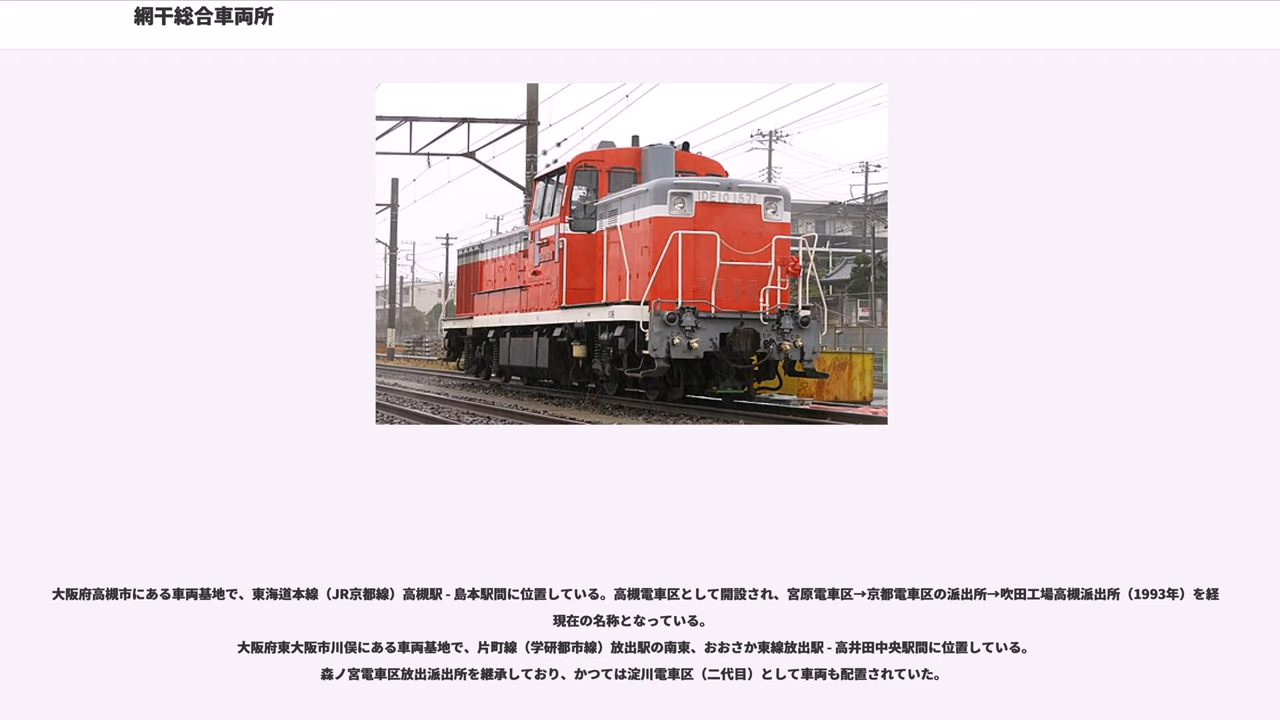 網干総合車両所
DE10 1571
大阪府高槻市にある車両基地で、東海道本線（JR京都線）高槻駅 - 島本駅間に位置している。高槻電車区として開設され、宮原電車区→京都電車区の派出所→吹田工場高槻派出所（1993年）を経
現在の名称となっている。
大阪府東大阪市川俣にある車両基地で、片町線（学研都市線）放出駅の南東、おおさか東線放出駅 - 高井田中央駅間に位置している。
森ノ宮電車区放出派出所を継承しており、かつては淀川電車区（二代目）として車両も配置されていた。